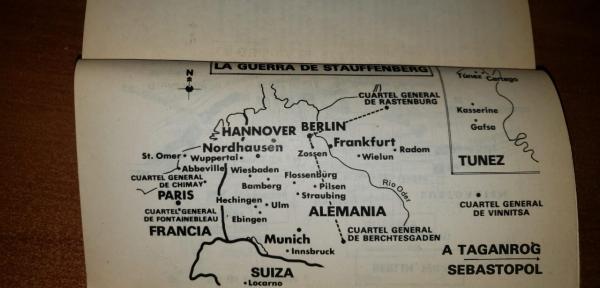 LA GUERRA DE STAUFFENBERG
N
CUARTEL GENERAL
DE RASTENBURG
HANNOVER
BERLIN
Nordhausen
Frankfurt
St. Omer
Wuppertal
Zossen
Wielun
Radom
Abbeville
Wiesbaden
Flossenbürg
CUARTEL GENERAL
DE CHIMAY
Bamberg
Pilsen
Rio Oder
PARIS
Hechingen
Ulm
Straubing
CUARTEL GENERAL
DE FONTAINEBLEAU
Ebingen
ALEMANIA
FRANCIA
Munich
CUARTEL GENERAL
DE BERCHTESGADEN
Innsbruck
SUIZA
Locarno
Túnez
Cartago
Kasserine
Gafsa
TUNEZ
CUARTEL GENERAL
DE VINNITSA
A TAGANROG
SEBASTOPOL